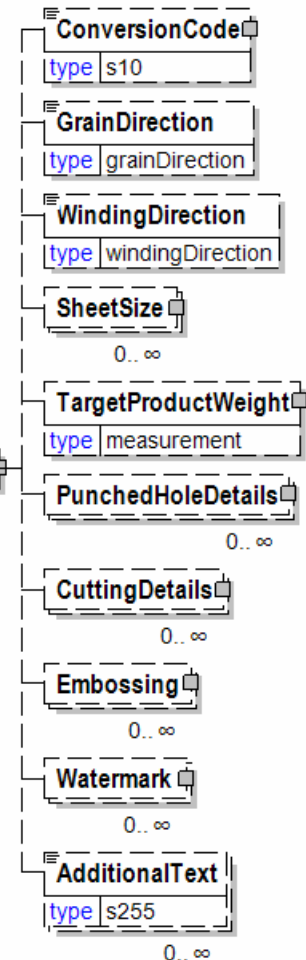 ConversionCode
type s10
GrainDirection
type grainDirection
WindingDirection
type windingDirection
SheetSize
0.. ∞
TargetProductWeight
type measurement
PunchedHoleDetails
0.. ∞
CuttingDetails
0.. ∞
Embossing
0.. ∞
Watermark
0.. ∞
AdditionalText
type s255
0.. ∞